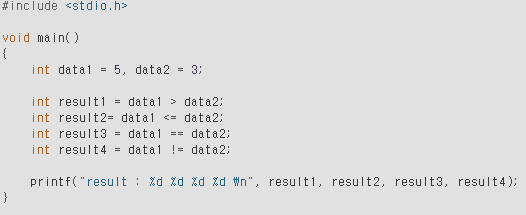 #include <stdio.h>
void main()
{
int data1 = 5, data2 = 3;
int result1 = data1 > data2;
int result2= data1 <= data2;
int result3 = data1 == data2;
int result4 = data1 != data2;
printf("result : %d %d %d %d ₩n", result1, result2, result3, result4);
}